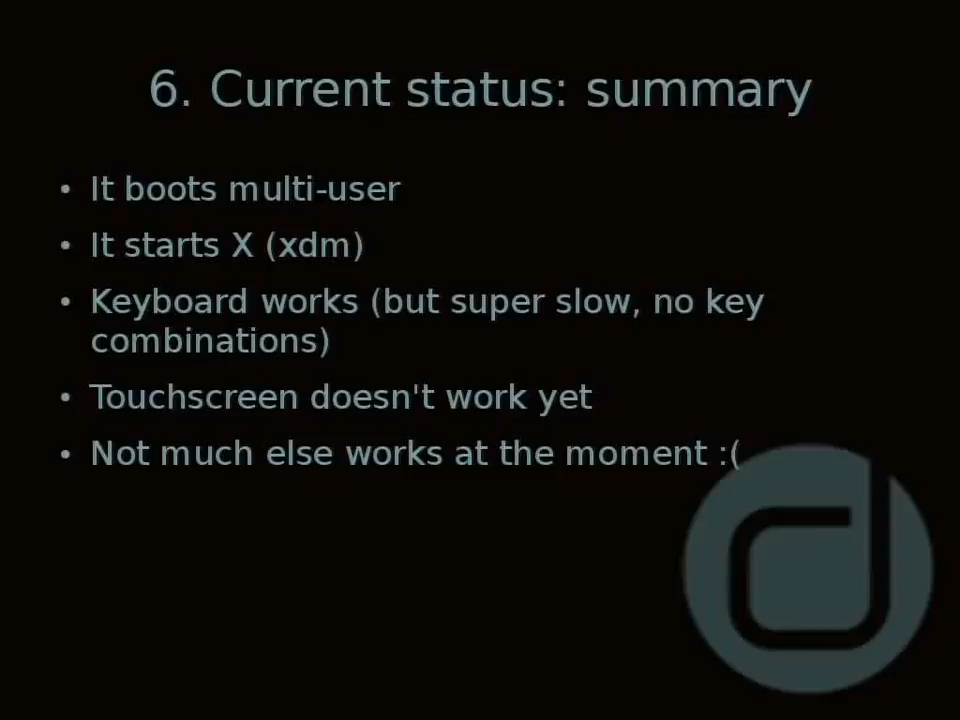 6. Current status: summary
• It boots multi-user
• It starts X (xdm)
• Keyboard works (but super slow, no key
combinations)
• Touchscreen doesn't work yet
• Not much else works at the moment :(